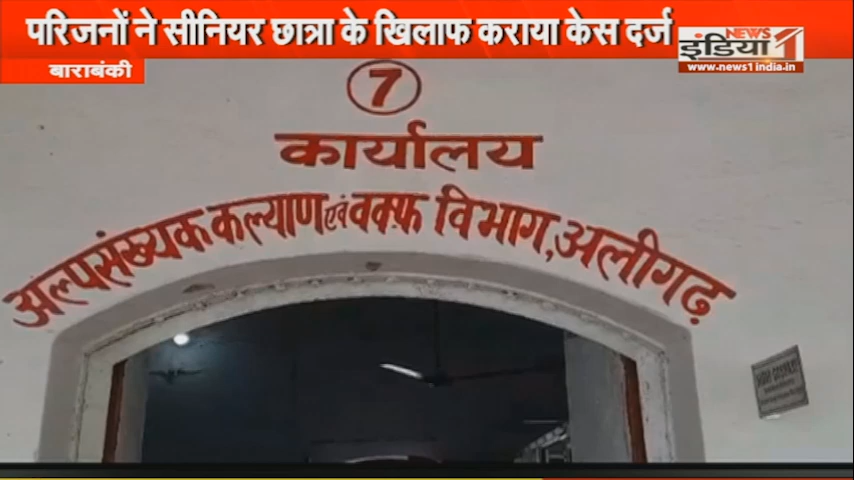 परिजनों ने सीनियर छात्रा के खिलाफ कराया केस दर्ज
NEWS
इंडिया 1
www.news1india.in
बाराबंकी
7
कार्यालय
अल्पसंख्यक कल्याण एवं वक्फ़ विभाग, अलीगढ़